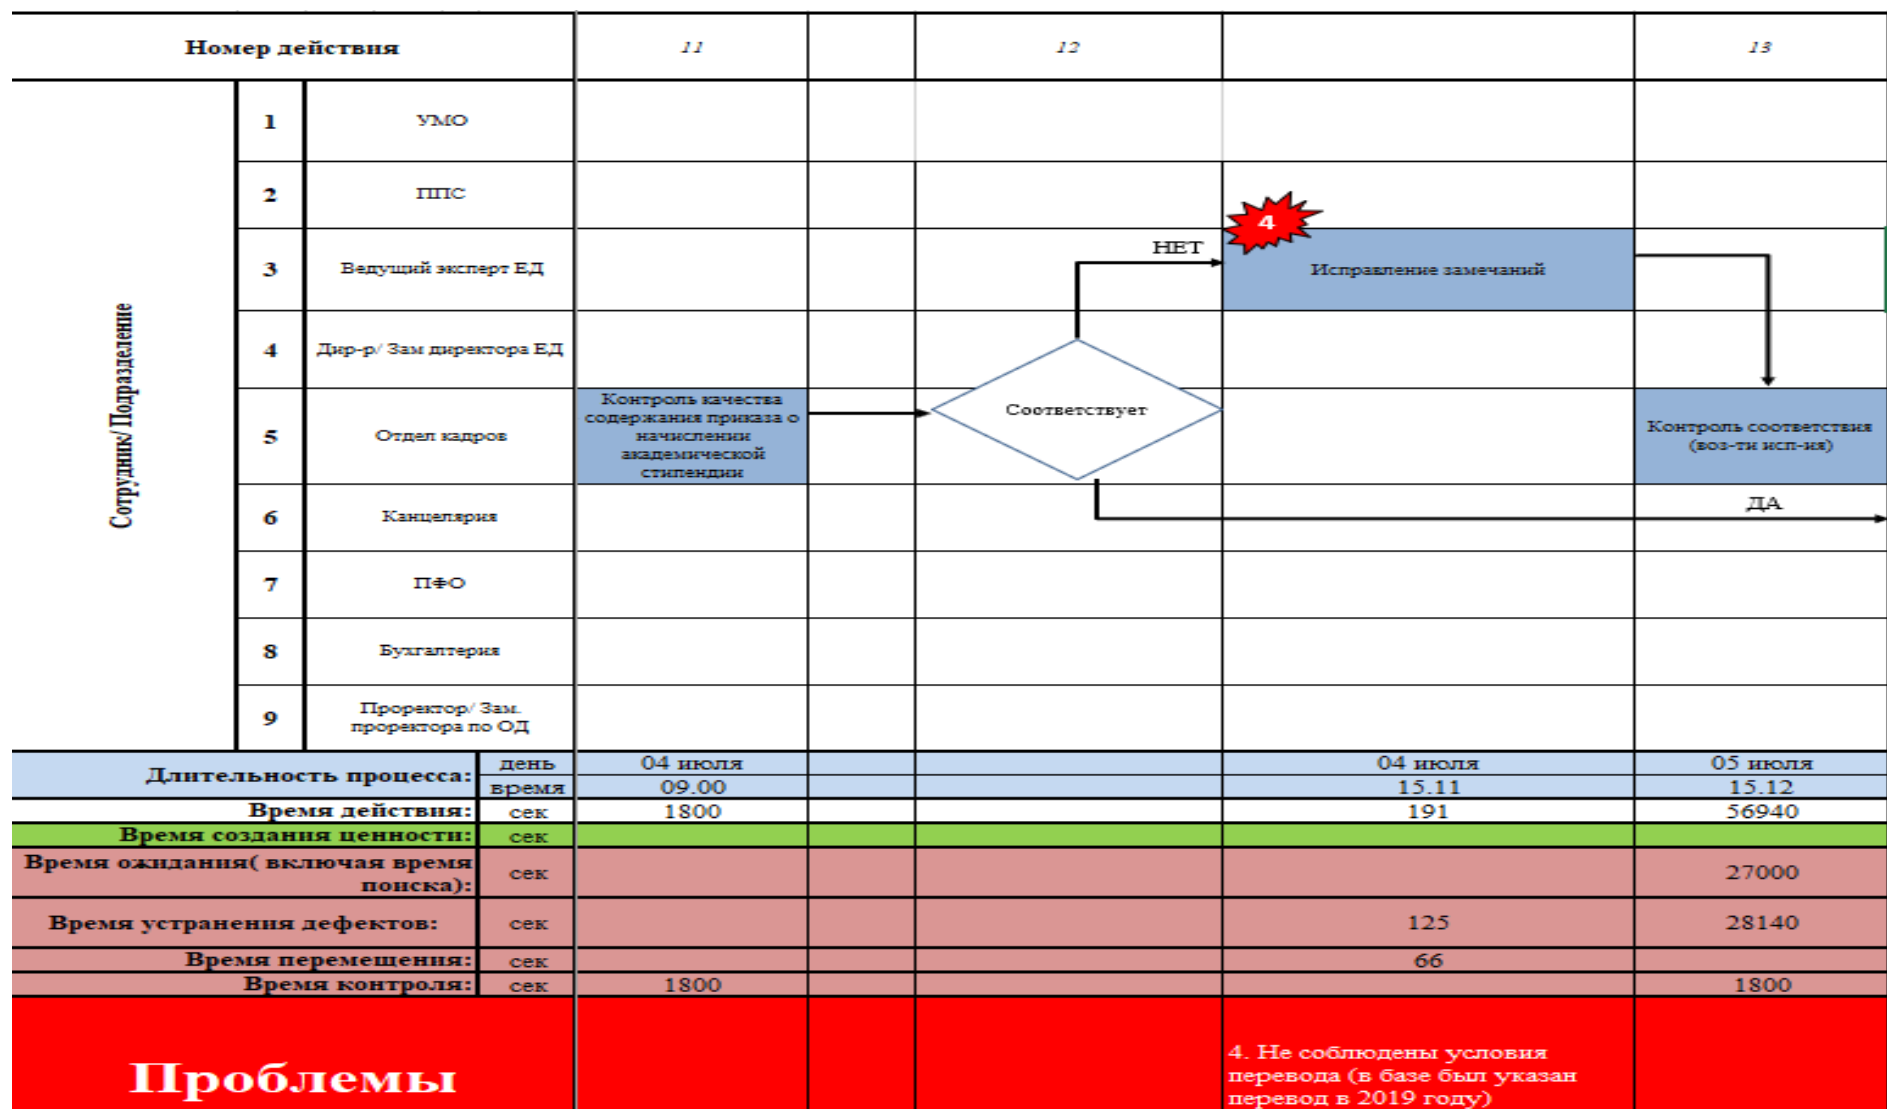 Номер действия 11 12 13
Сотрудник/Подразделение
1 УМО
2 ППС
4
3 Ведущий эксперт ЕД
НЕТ
Исправление замечаний
4 Дир-р/ Зам директора ЕД
5 Отдел кадров
Контроль качества
содержания приказа о
начислении
академической
стипендии
Соответствует
Контроль соответствия
(воз-ти исп-ия)
6 Канцелярия
ДА
7 ПФО
8 Бухгалтерия
9 Проректор/ Зам.
проректора по ОД
Длительность процесса: день 04 июля 04 июля 05 июля
время 09.00 15.11 15.12
Время действия: сек 1800 191 56940
Время создания ценности: сек
Время ожидания( включая время
поиска): сек 27000
Время устранения дефектов: сек 125 28140
Время перемещения: сек 66
Время контроля: сек 1800 1800
Проблемы
4. Не соблюдены условия
перевода (в базе был указан
перевод в 2019 году)